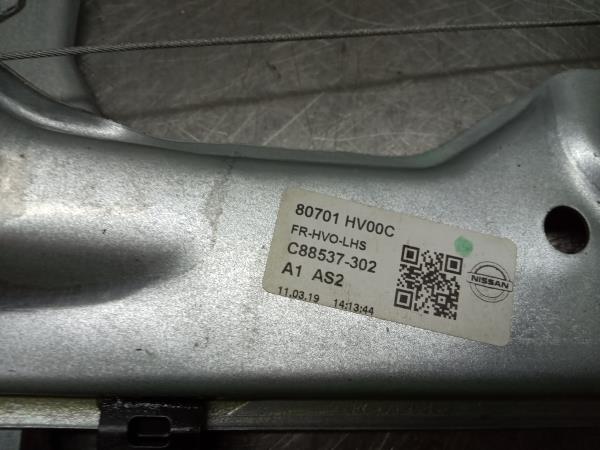 80701 HV00C
FR-HVO-LHS
C88537-302
A1 AS2
11.03.19 14:13:44
NISSAN